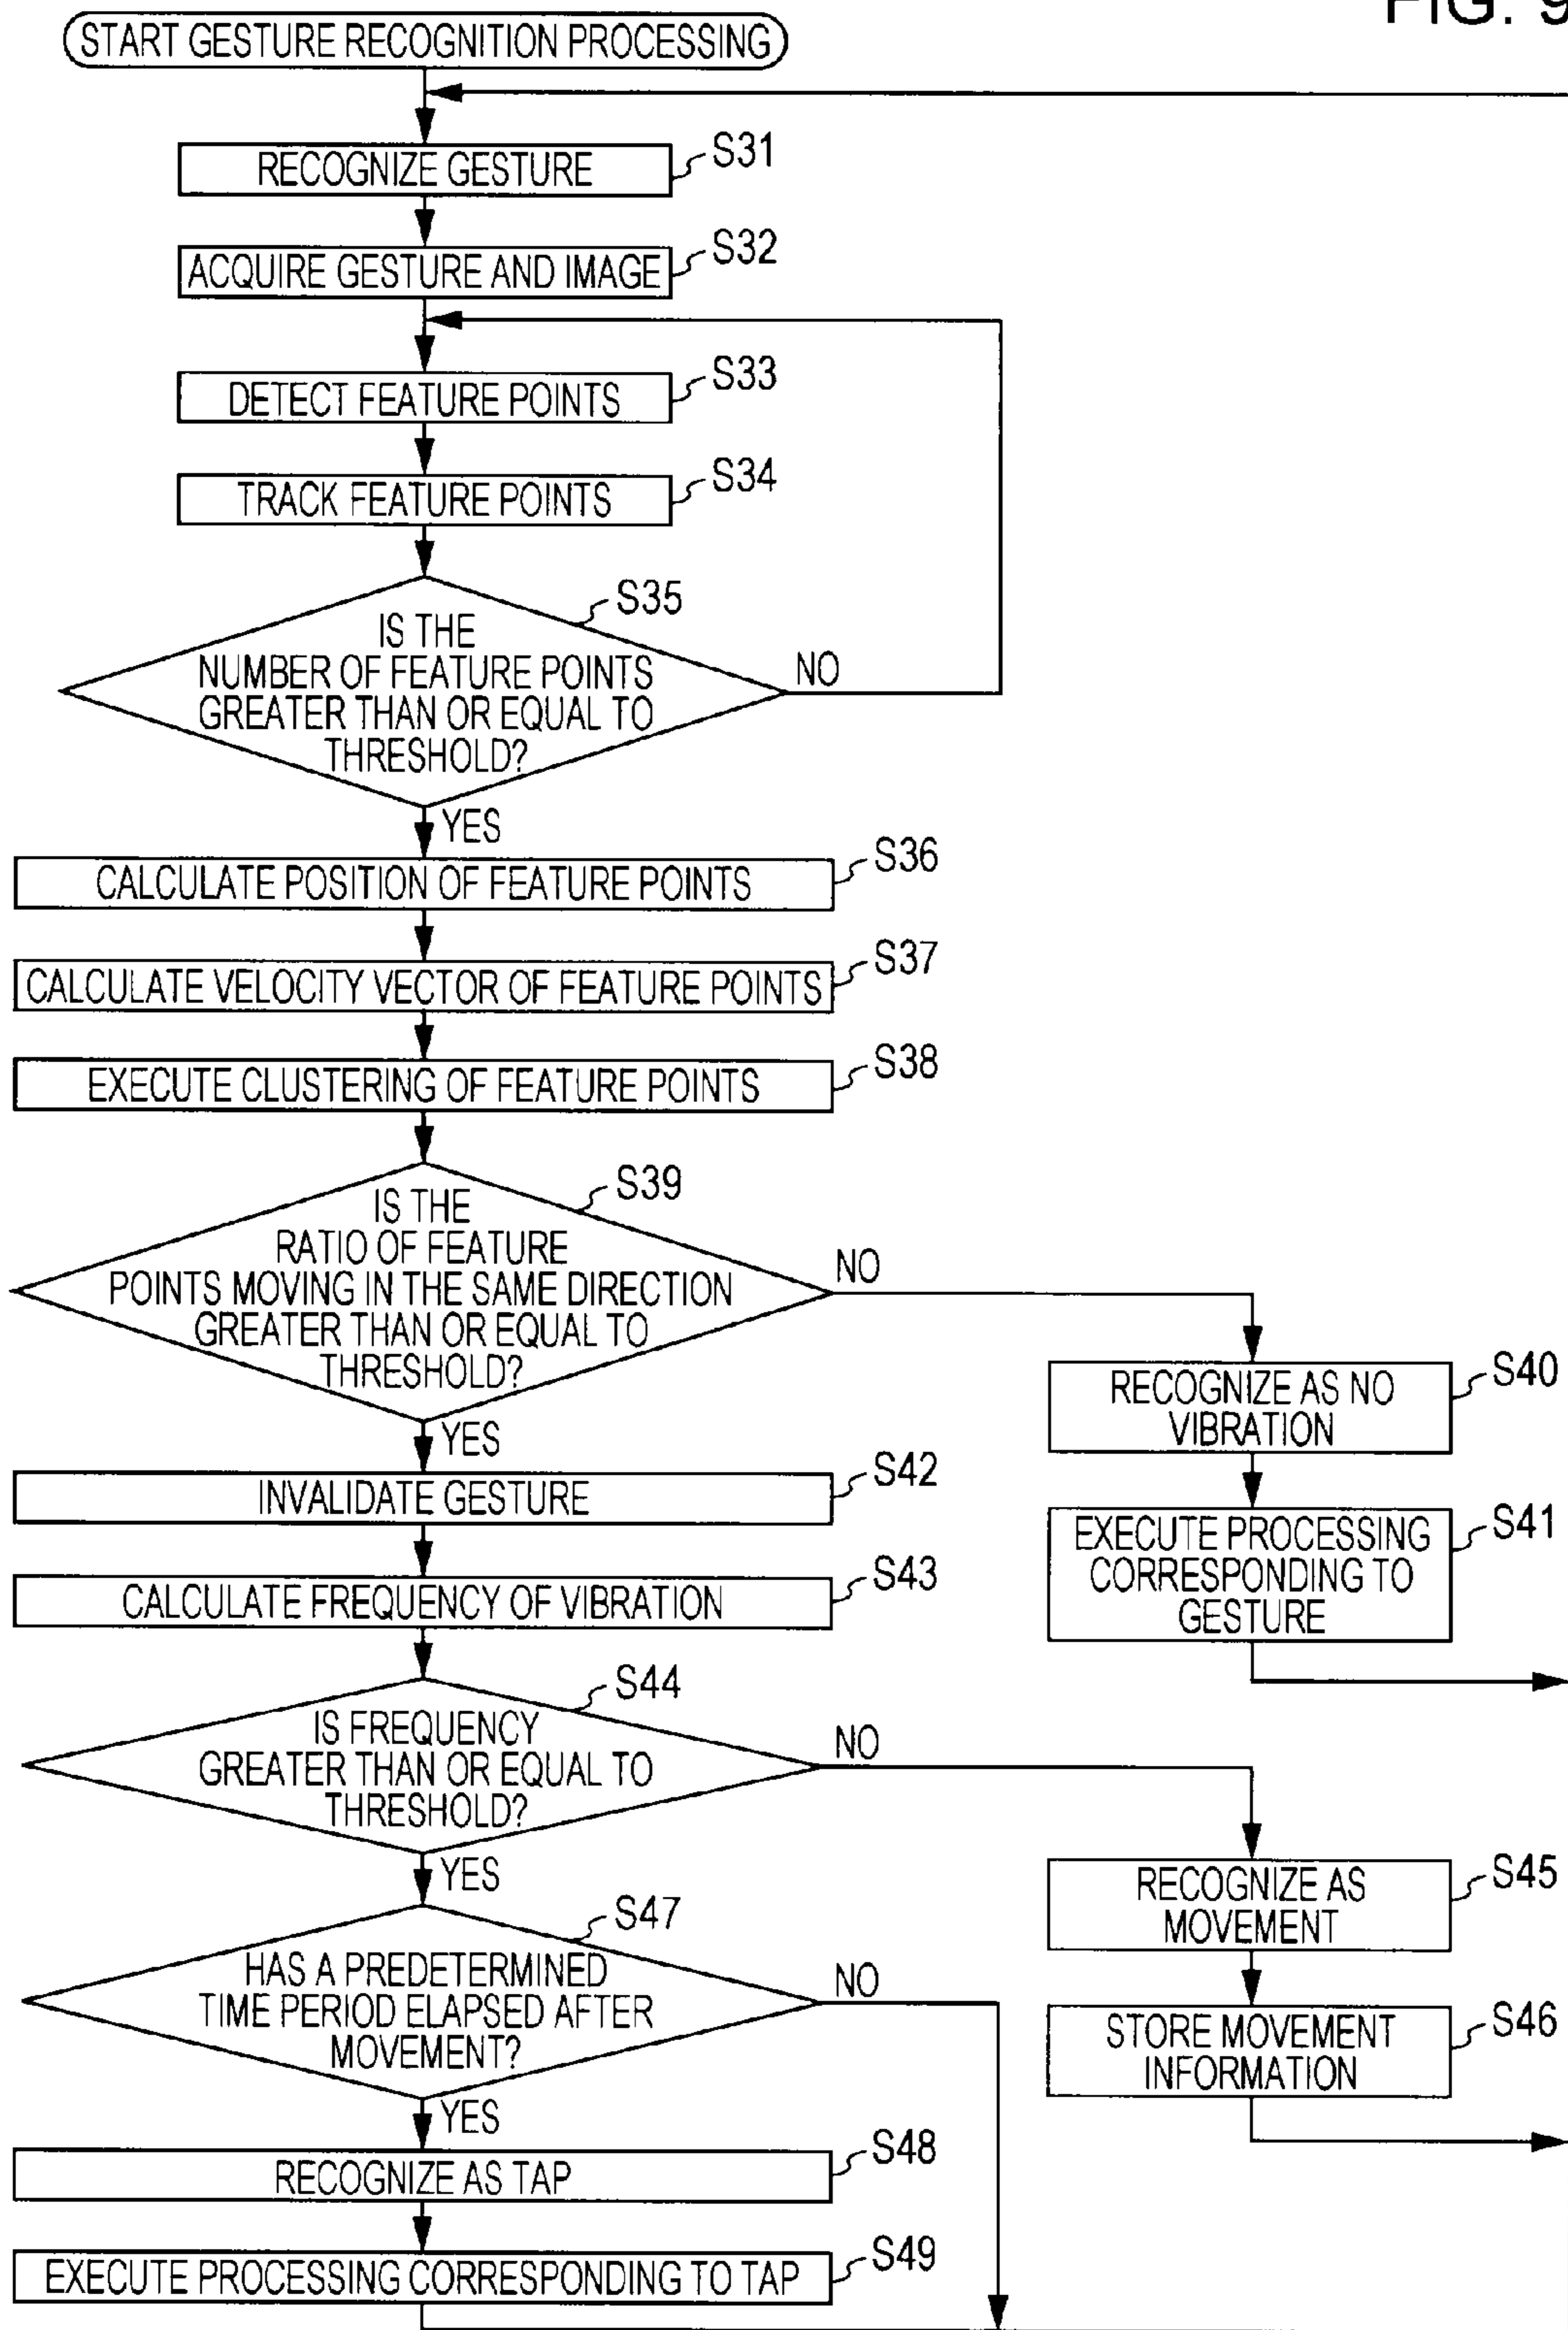 FIG. 9
START GESTURE RECOGNITION PROCESSING
RECOGNIZE GESTURE
S31
ACQUIRE GESTURE AND IMAGE
S32
DETECT FEATURE POINTS
S33
TRACK FEATURE POINTS
S34
S35
IS THE
NUMBER OF FEATURE POINTS
GREATER THAN OR EQUAL TO
THRESHOLD?
NO
YES
CALCULATE POSITION OF FEATURE POINTS
S36
CALCULATE VELOCITY VECTOR OF FEATURE POINTS
S37
EXECUTE CLUSTERING OF FEATURE POINTS
S38
S39
IS THE
RATIO OF FEATURE
POINTS MOVING IN THE SAME DIRECTION
GREATER THAN OR EQUAL TO
THRESHOLD?
NO
YES
RECOGNIZE AS NO
VIBRATION
S40
EXECUTE PROCESSING
CORRESPONDING TO
GESTURE
S41
INVALIDATE GESTURE
S42
CALCULATE FREQUENCY OF VIBRATION
S43
S44
IS FREQUENCY
GREATER THAN OR EQUAL TO
THRESHOLD?
NO
YES
RECOGNIZE AS
MOVEMENT
S45
STORE MOVEMENT
INFORMATION
S46
S47
HAS A PREDETERMINED
TIME PERIOD ELAPSED AFTER
MOVEMENT?
NO
YES
RECOGNIZE AS TAP
S48
EXECUTE PROCESSING CORRESPONDING TO TAP
S49